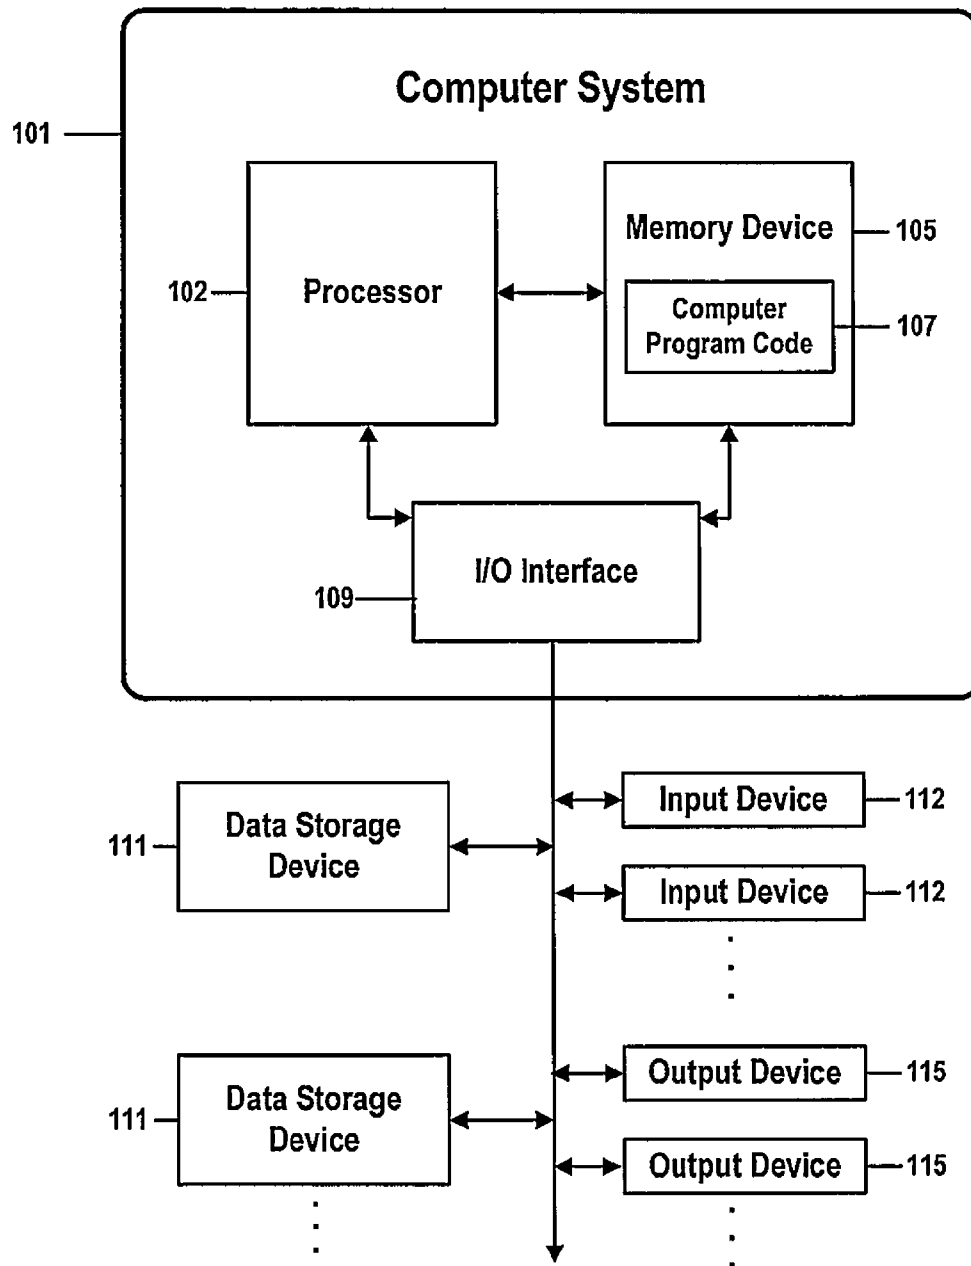 Computer System
101
Processor
102
Memory Device
105
Computer
Program Code
107
I/O Interface
109
Data Storage
Device
111
Input Device
112
Input Device
112
Data Storage
Device
111
Output Device
115
Output Device
115